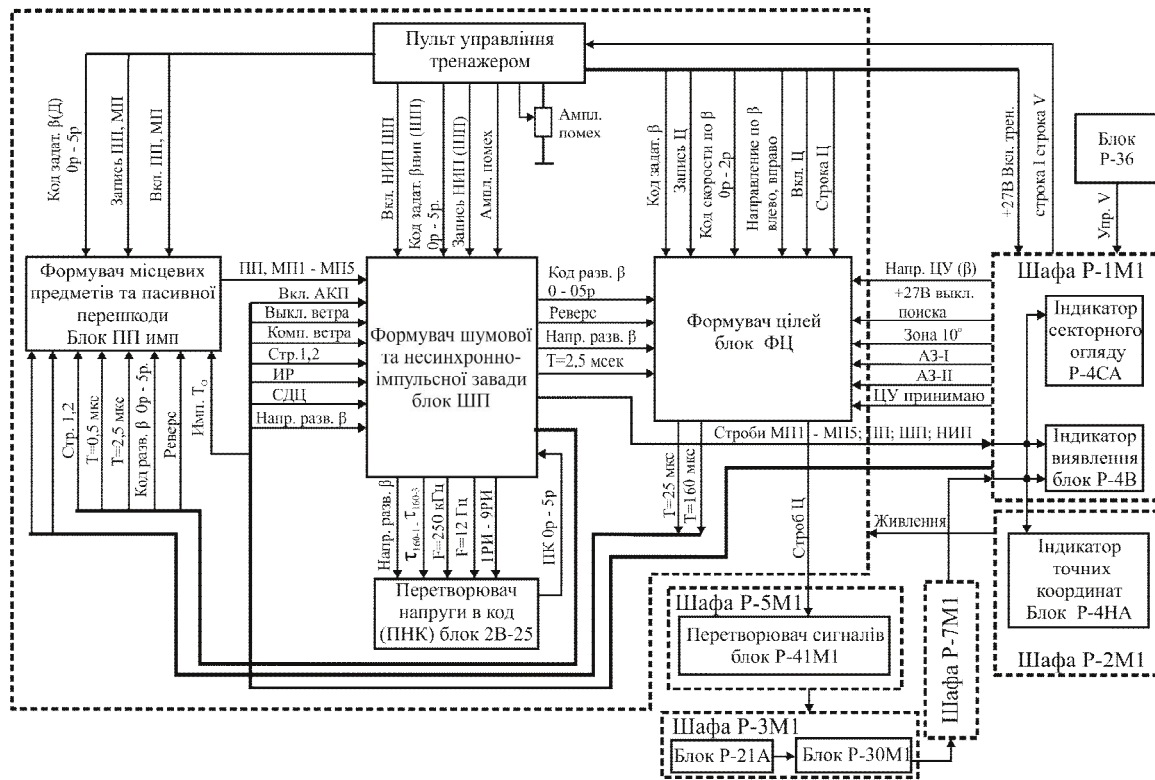 Пульт управління
тренажером
Ампл.
помех
Код задат. β(Д)
0р - 5р
Запись ПП, МП
Вкл. ПП, МП
Вкл. НИП ШП
Код задат. βнип (ШП)
0р - 5р.
Запись НИП (ШП)
Ампл. помех
Код задат. β
Запись Ц
Код скорости по β
0р - 2р
Направление по β
влево, вправо
Вкл. Ц
Строка Ц
+27В Вкл. трен.
строка I строка V
Блок
Р-36
Упр. V
Формувач місцевих
предметів та пасивної
перешкоди
Блок ПП имп
ПП, МП1 - МП5
Вкл. АКП
Выкл. ветра
Комп. ветра
Стр.1,2
ИР
СДЦ
Напр. разв. β
Формувач шумової
та несинхронно-
імпульсної завади
блок ШП
Код разв. β
0 - 05р
Реверс
Напр. разв. β
Т=2,5 мсек
Формувач цілей
блок ФЦ
Напр. ЦУ (β)
+27В выкл.
поиска
Зона 10°
АЗ-I
АЗ-II
ЦУ принимаю
Шафа Р-1М1
Індикатор
секторного
огляду
Р-4СА
Індикатор
виявлення
блок Р-4В
Стр. 1,2
Т=0,5 мкс
Т=2,5 мкс
Код разв. β 0р - 5р.
Реверс
Имп. То
Строби МП1 - МП5; ПП; ШП; НИП
Т=25 мкс
Т=160 мкс
Строб Ц
Живлення
Напр. разв. β
τ160-1 - τ160-3
F=250 кГц
F=12 Гц
1РИ - 9РИ
ПК 0р - 5р
Перетворювач
напруги в код
(ПНК) блок 2В-25
Індикатор
точних
координат
Блок Р-4НА
Шафа Р-2М1
Шафа Р-5М1
Перетворювач сигналів
блок Р-41М1
Шафа Р-7М1
Шафа Р-3М1
Блок Р-21А
Блок Р-30М1